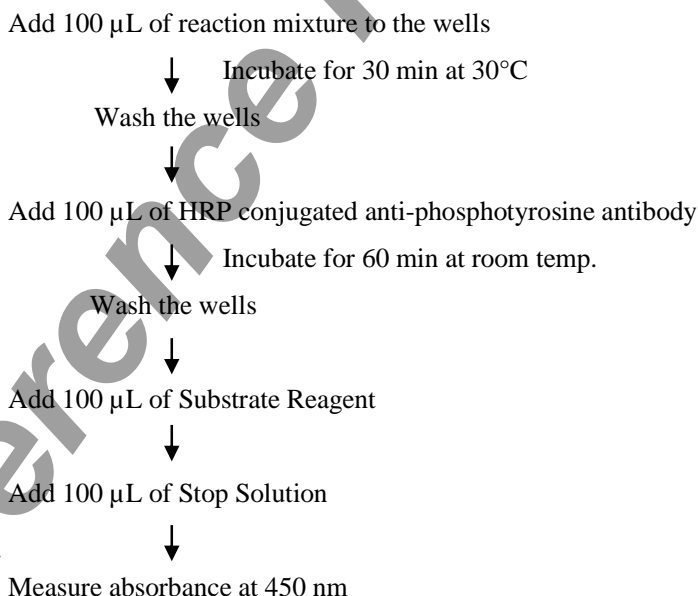 Add 100 µL of reaction mixture to the wells
Incubate for 30 min at 30°C
Wash the wells
Add 100 µL of HRP conjugated anti-phosphotyrosine antibody
Incubate for 60 min at room temp.
Wash the wells
Add 100 µL of Substrate Reagent
Add 100 µL of Stop Solution
Measure absorbance at 450 nm
erence